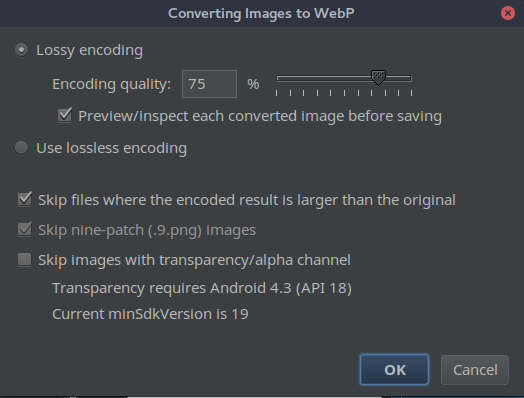 Converting Images to WebP
Lossy encoding
Encoding quality: 75 %
Preview/inspect each converted image before saving
Use lossless encoding
Skip files where the encoded result is larger than the original
Skip nine-patch (.9.png) images
Skip images with transparency/alpha channel
Transparency requires Android 4.3 (API 18)
Current minSdkVersion is 19
OK Cancel